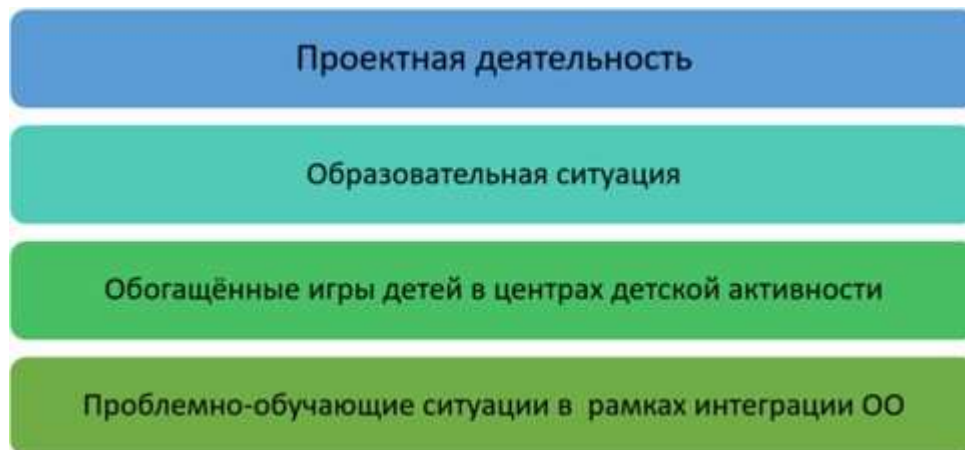 Проектная деятельность
Образовательная ситуация
Обогащённые игры детей в центрах детской активности
Проблемно-обучающие ситуации в рамках интеграции ОО